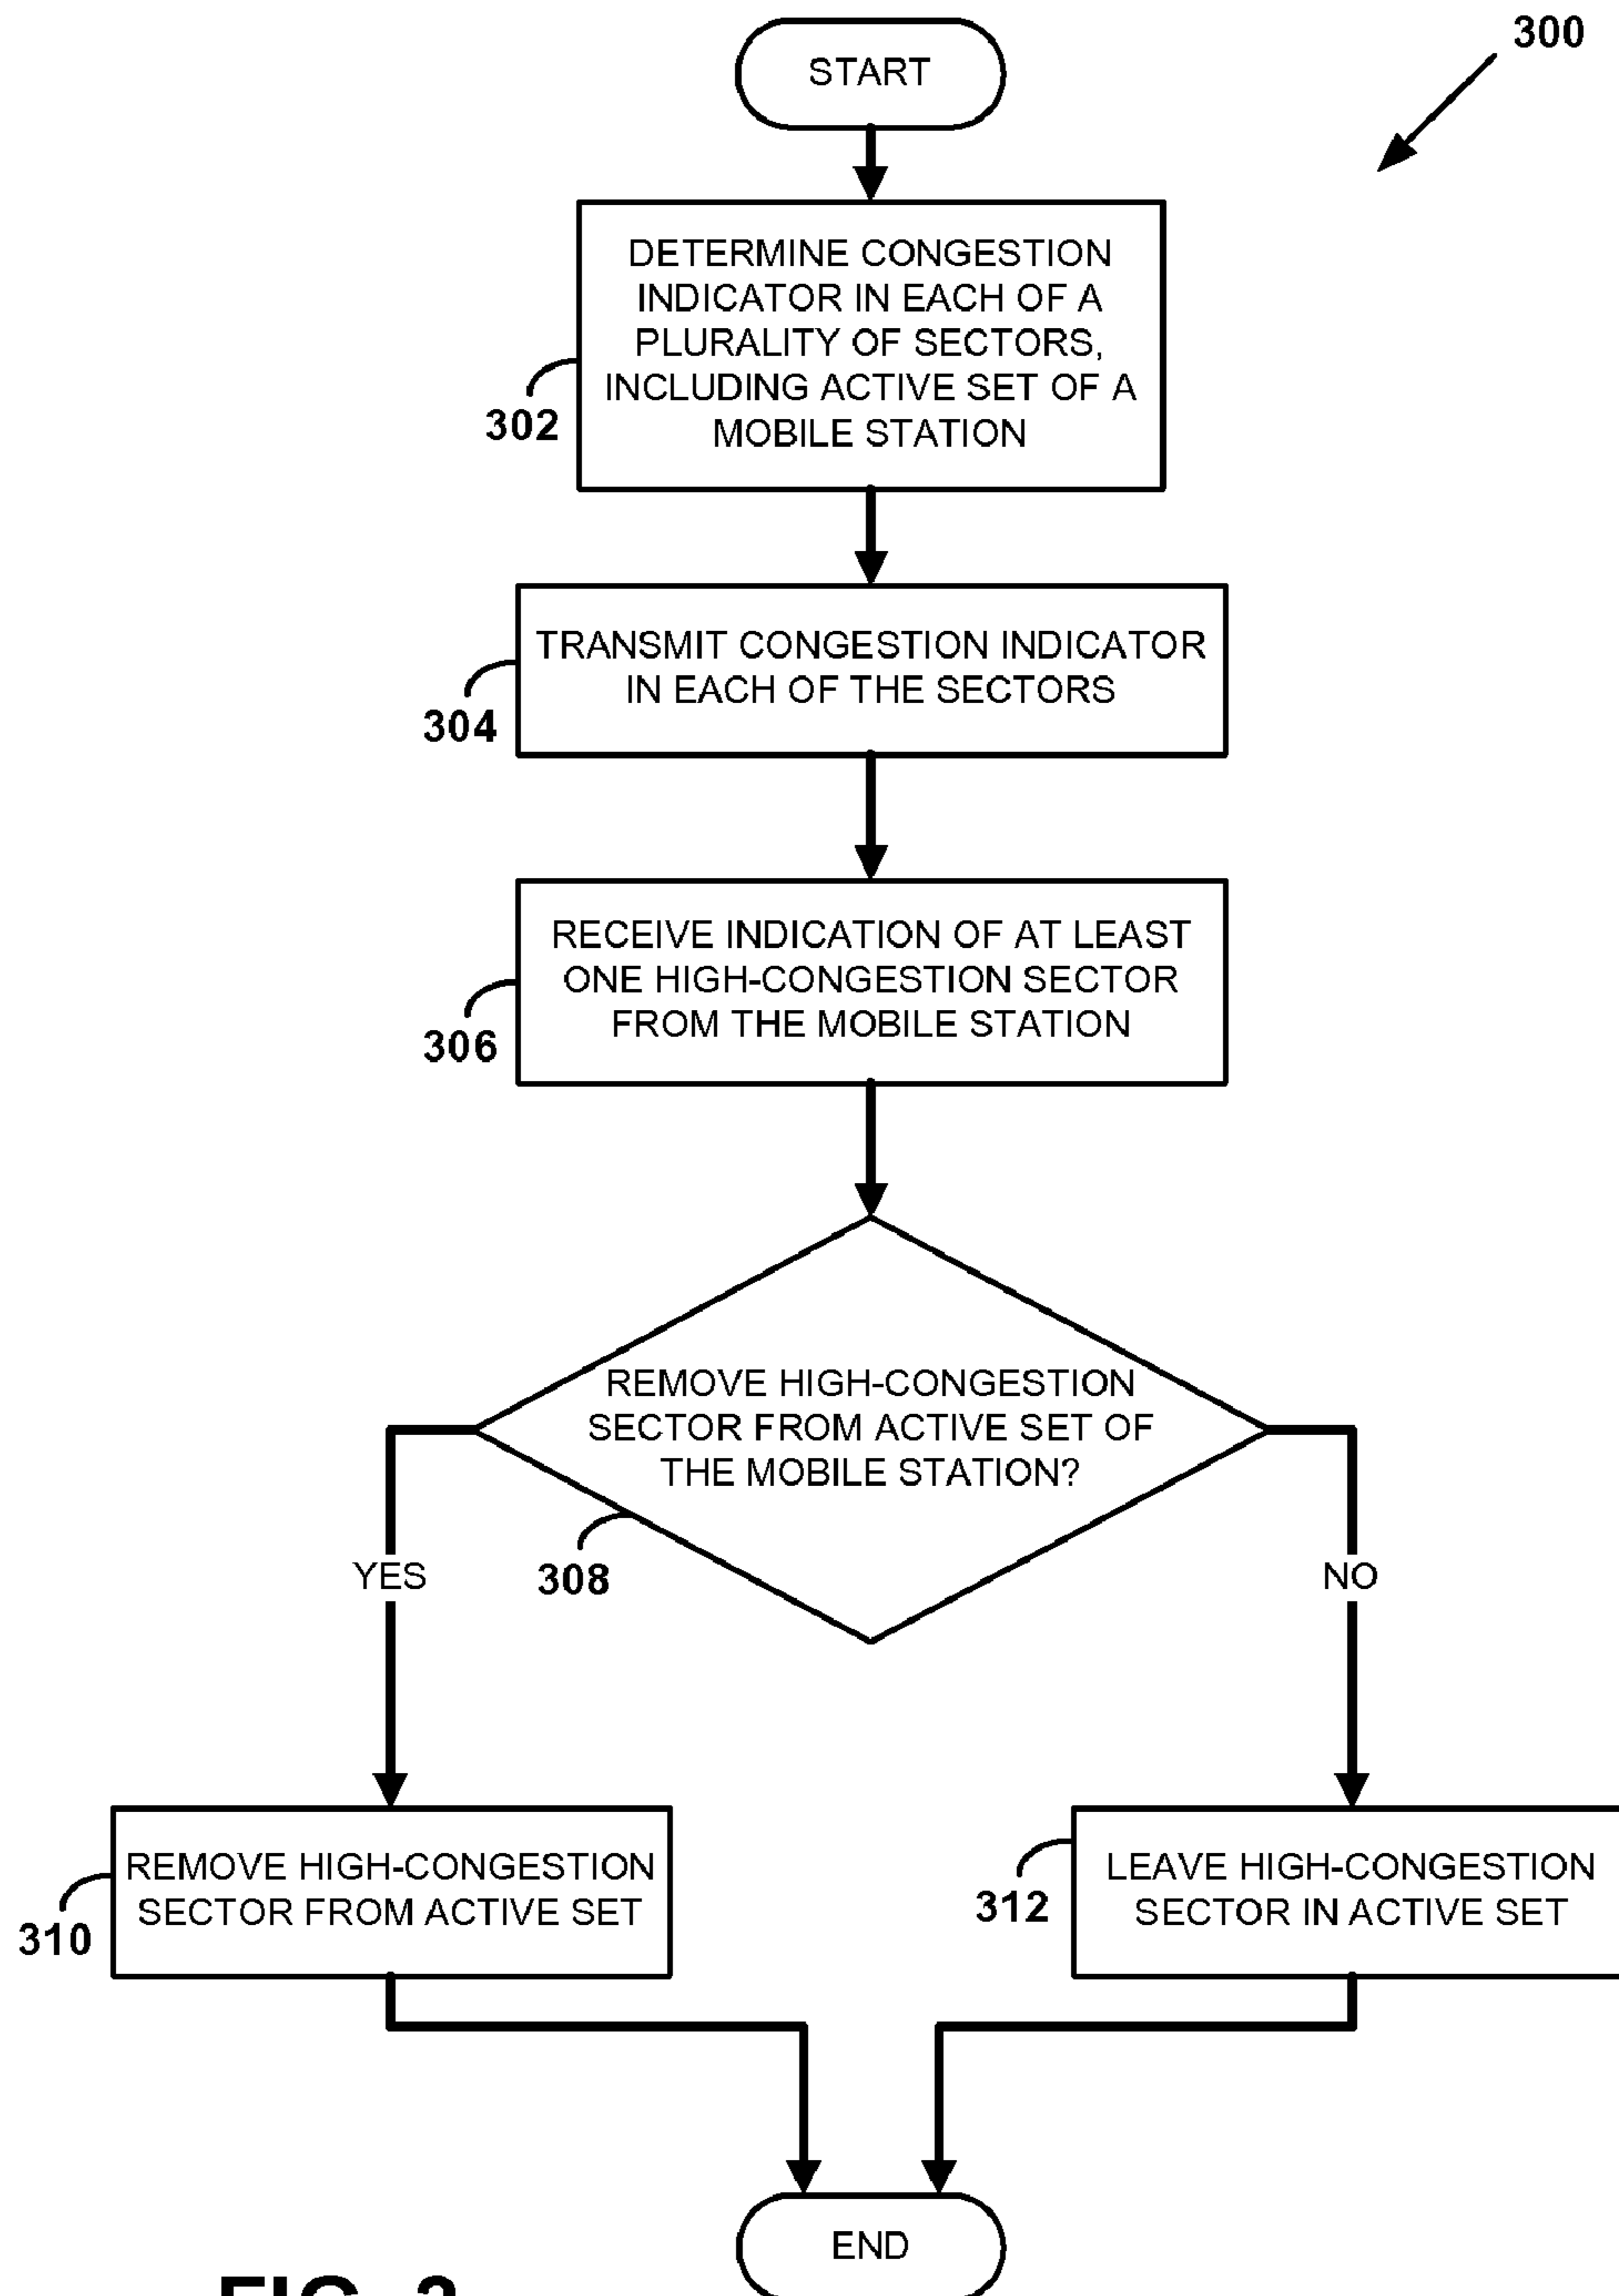 300
START
DETERMINE CONGESTION
INDICATOR IN EACH OF A
PLURALITY OF SECTORS,
INCLUDING ACTIVE SET OF A
MOBILE STATION
302
TRANSMIT CONGESTION INDICATOR
IN EACH OF THE SECTORS
304
RECEIVE INDICATION OF AT LEAST
ONE HIGH-CONGESTION SECTOR
FROM THE MOBILE STATION
306
REMOVE HIGH-CONGESTION
SECTOR FROM ACTIVE SET OF
THE MOBILE STATION?
308
YES
NO
REMOVE HIGH-CONGESTION
SECTOR FROM ACTIVE SET
310
LEAVE HIGH-CONGESTION
SECTOR IN ACTIVE SET
312
END
FIG.